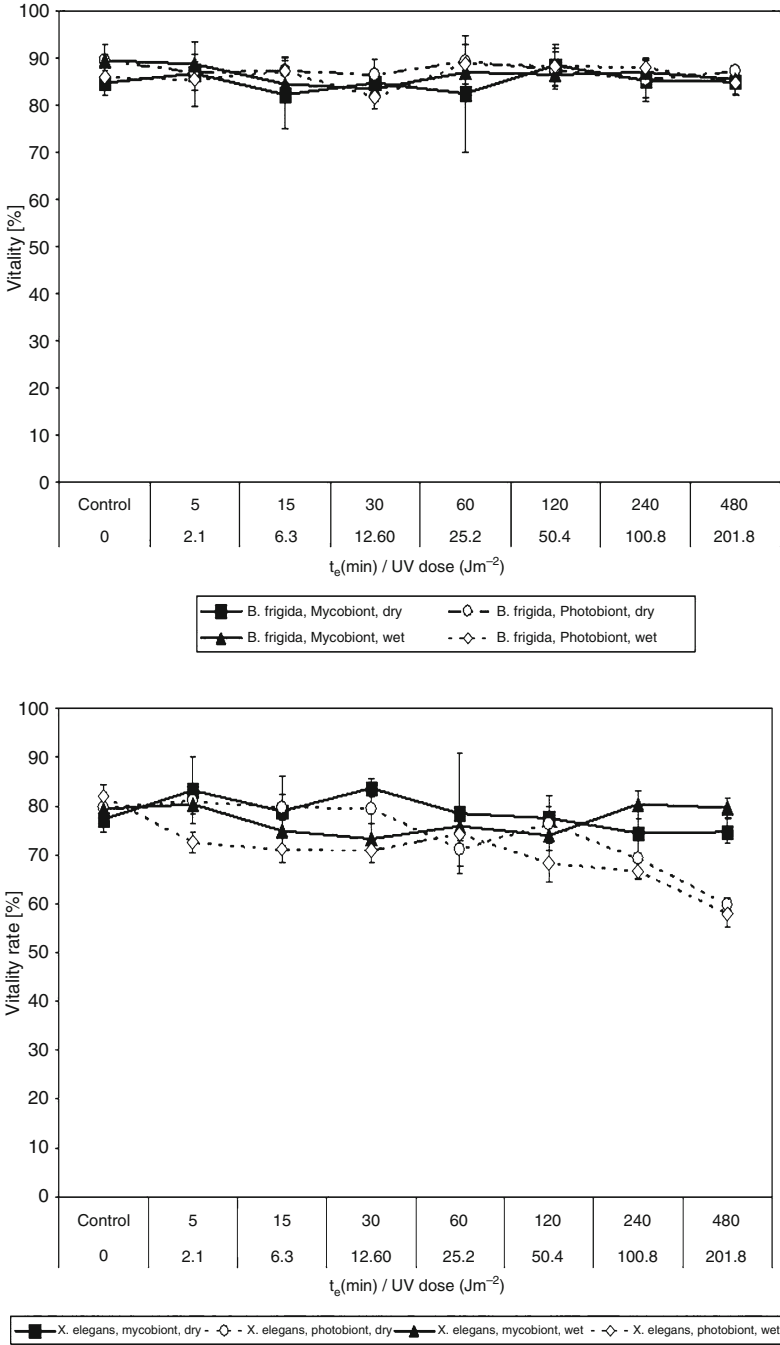 100
90
80
70
60
50
40
30
20
10
0
Vitality [%]
Control 5 15 30 60 120 240 480
0 2.1 6.3 12.60 25.2 50.4 100.8 201.8
te(min) / UV dose (Jm−2)
B. frigida, Mycobiont, dry B. frigida, Photobiont, dry
B. frigida, Mycobiont, wet B. frigida, Photobiont, wet
100
90
80
70
60
50
40
30
20
10
0
Vitality rate [%]
Control 5 15 30 60 120 240 480
0 2.1 6.3 12.60 25.2 50.4 100.8 201.8
te(min) / UV dose (Jm−2)
X. elegans, mycobiont, dry X. elegans, photobiont, dry X. elegans, mycobiont, wet X. elegans, photobiont, wet